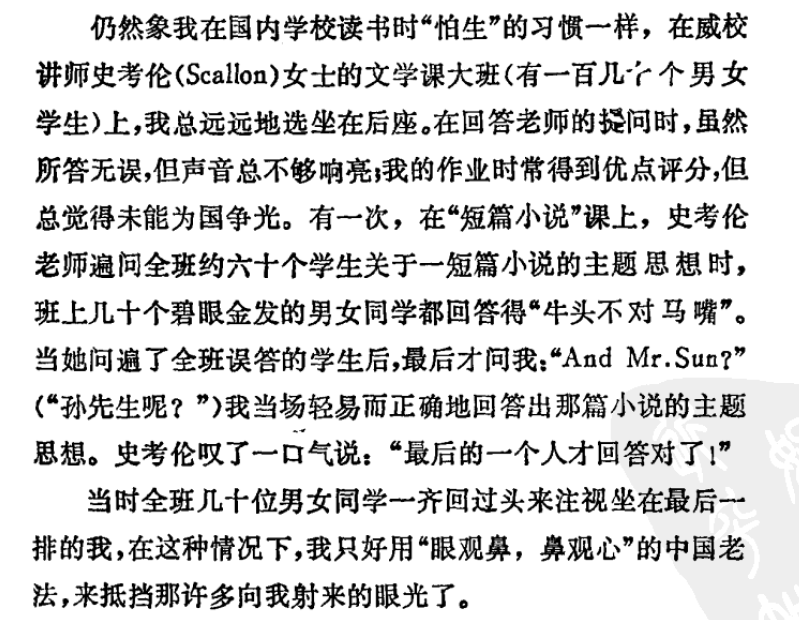 仍然象我在国内学校读书时“怕生”的习惯一样，在威校
讲师史考伦(Scallon)女士的文学课大班(有一百几十个男女
学生)上,我总远远地选坐在后座。在回答老师的提问时,虽然
所答无误,但声音总不够响亮;我的作业时常得到优点评分,但
总觉得未能为国争光。有一次，在“短篇小说”课上，史考伦
老师遍问全班约六十个学生关于一短篇小说的主题思想时，
班上几十个碧眼金发的男女同学都回答得“牛头不对马嘴”。
当她问遍了全班误答的学生后,最后才问我:“And Mr.Sun?”
(“孙先生呢？”)我当场轻易而正确地回答出那篇小说的主题
思想。史考伦叹了一口气说：“最后的一个人才回答对了!”
当时全班几十位男女同学一齐回过头来注视坐在最后一
排的我,在这种情况下,我只好用“眼观鼻，鼻观心”的中国老
法,来抵挡那许多向我射来的眼光了。